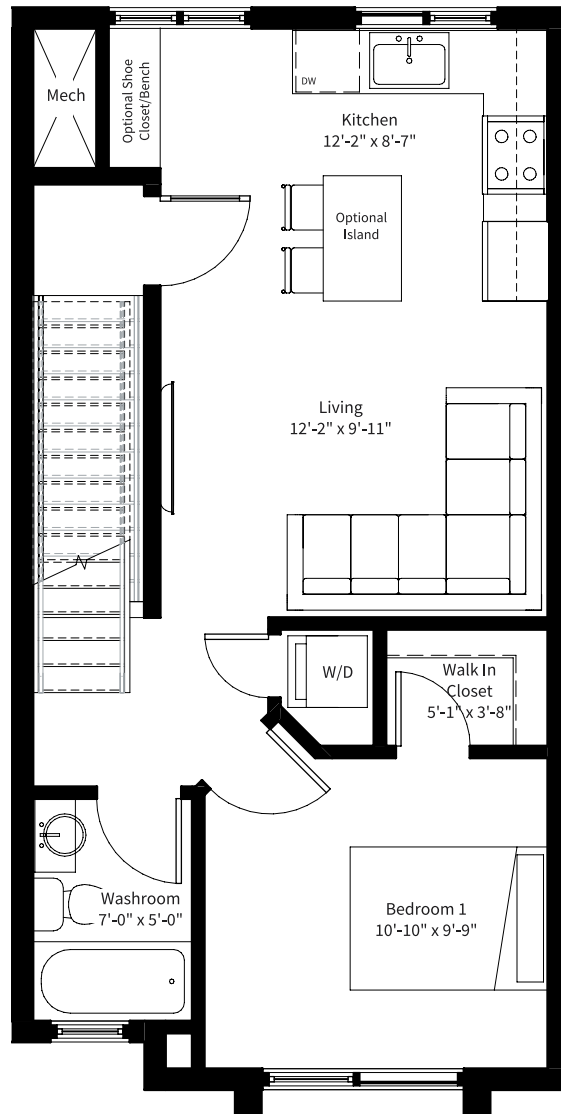 Mech
Optional Shoe
Closet/Bench
DW
Kitchen
12'-2" x 8'-7"
Optional
Island
Living
12'-2" x 9'-11"
W/D
Walk In
Closet
5'-1" x 3'-8"
Washroom
7'-0" x 5'-0"
Bedroom 1
10'-10" x 9'-9"